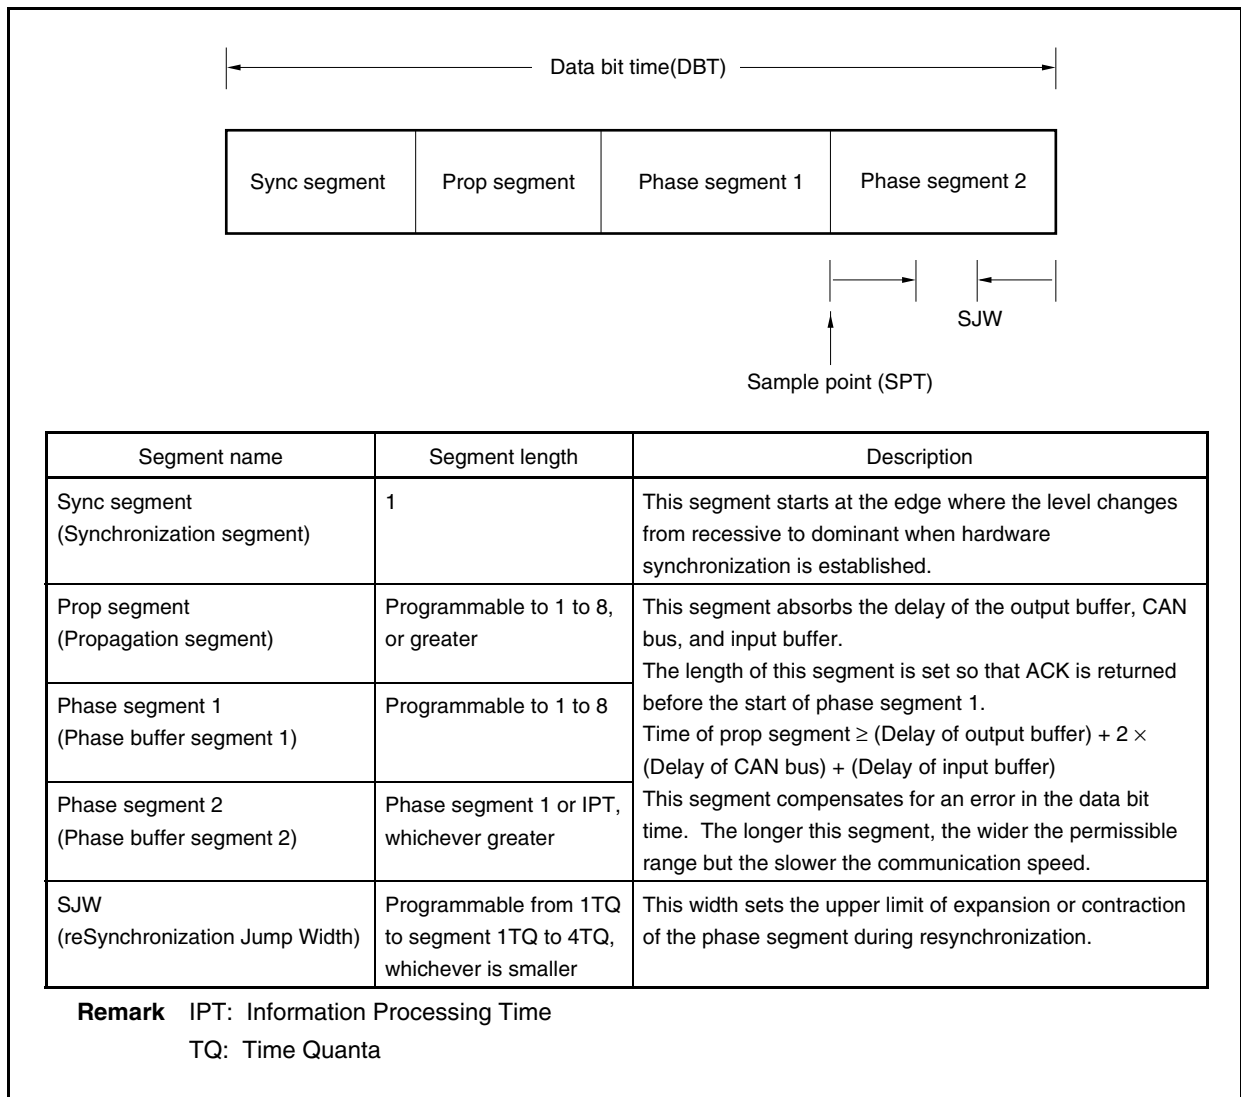 Data bit time(DBT)
Sync segment
Prop segment
Phase segment 1
Phase segment 2
SJW
Sample point (SPT)
Segment name
Segment length
Description
Sync segment
(Synchronization segment)
1
This segment starts at the edge where the level changes
from recessive to dominant when hardware
synchronization is established.
Prop segment
(Propagation segment)
Programmable to 1 to 8,
or greater
This segment absorbs the delay of the output buffer, CAN
bus, and input buffer.
The length of this segment is set so that ACK is returned
before the start of phase segment 1.
Time of prop segment ≥ (Delay of output buffer) + 2 ×
(Delay of CAN bus) + (Delay of input buffer)
This segment compensates for an error in the data bit
time. The longer this segment, the wider the permissible
range but the slower the communication speed.
Phase segment 1
(Phase buffer segment 1)
Programmable to 1 to 8
Phase segment 2
(Phase buffer segment 2)
Phase segment 1 or IPT,
whichever greater
SJW
(reSynchronization Jump Width)
Programmable from 1TQ
to segment 1TQ to 4TQ,
whichever is smaller
This width sets the upper limit of expansion or contraction
of the phase segment during resynchronization.
Remark IPT: Information Processing Time
TQ: Time Quanta